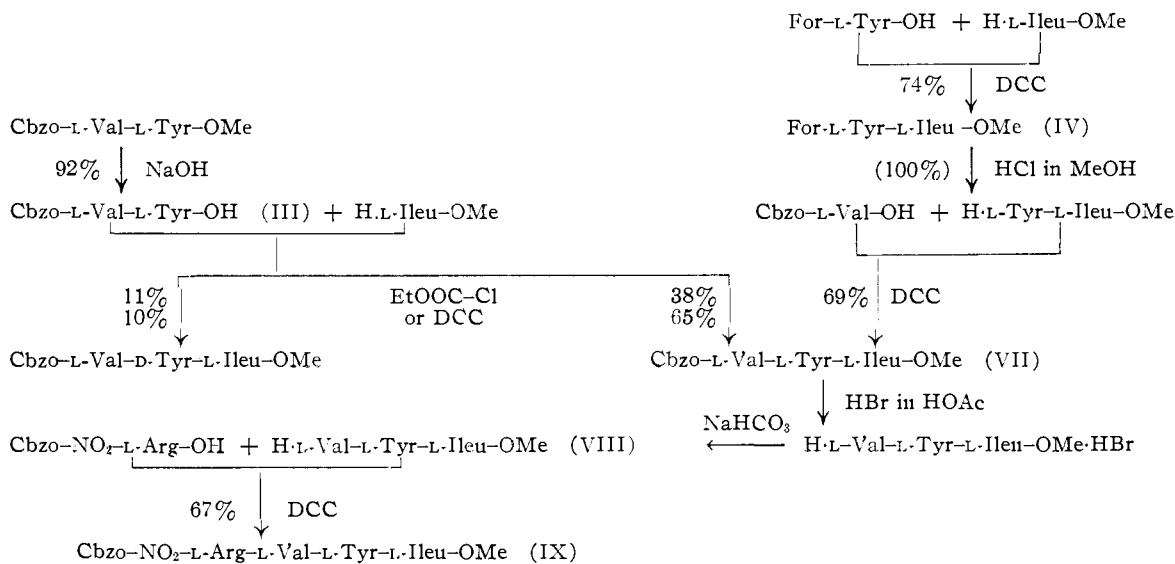 For-L-Tyr-OH + H·L-Ileu-OMe
74% DCC
Cbzo-L-Val-L-Tyr-OMe
For-L-Tyr-L-Ileu-OMe (IV)
92% NaOH
(100%) HCl in MeOH
Cbzo-L-Val-L-Tyr-OH (III) + H.L-Ileu-OMe
Cbzo-L-Val-OH + H·L-Tyr-L-Ileu-OMe
11%
10%
EtOOC-Cl
or DCC
38%
65%
69% DCC
Cbzo-L-Val-D-Tyr-L-Ileu-OMe
Cbzo-L-Val-L-Tyr-L-Ileu-OMe (VII)
HBr in HOAc
Cbzo-NO₂-L-Arg-OH + H·L-Val-L-Tyr-L-Ileu-OMe (VIII)
NaHCO₃
H·L-Val-L-Tyr-L-Ileu-OMe·HBr
67% DCC
Cbzo-NO₂-L-Arg-L-Val-L-Tyr-L-Ileu-OMe (IX)